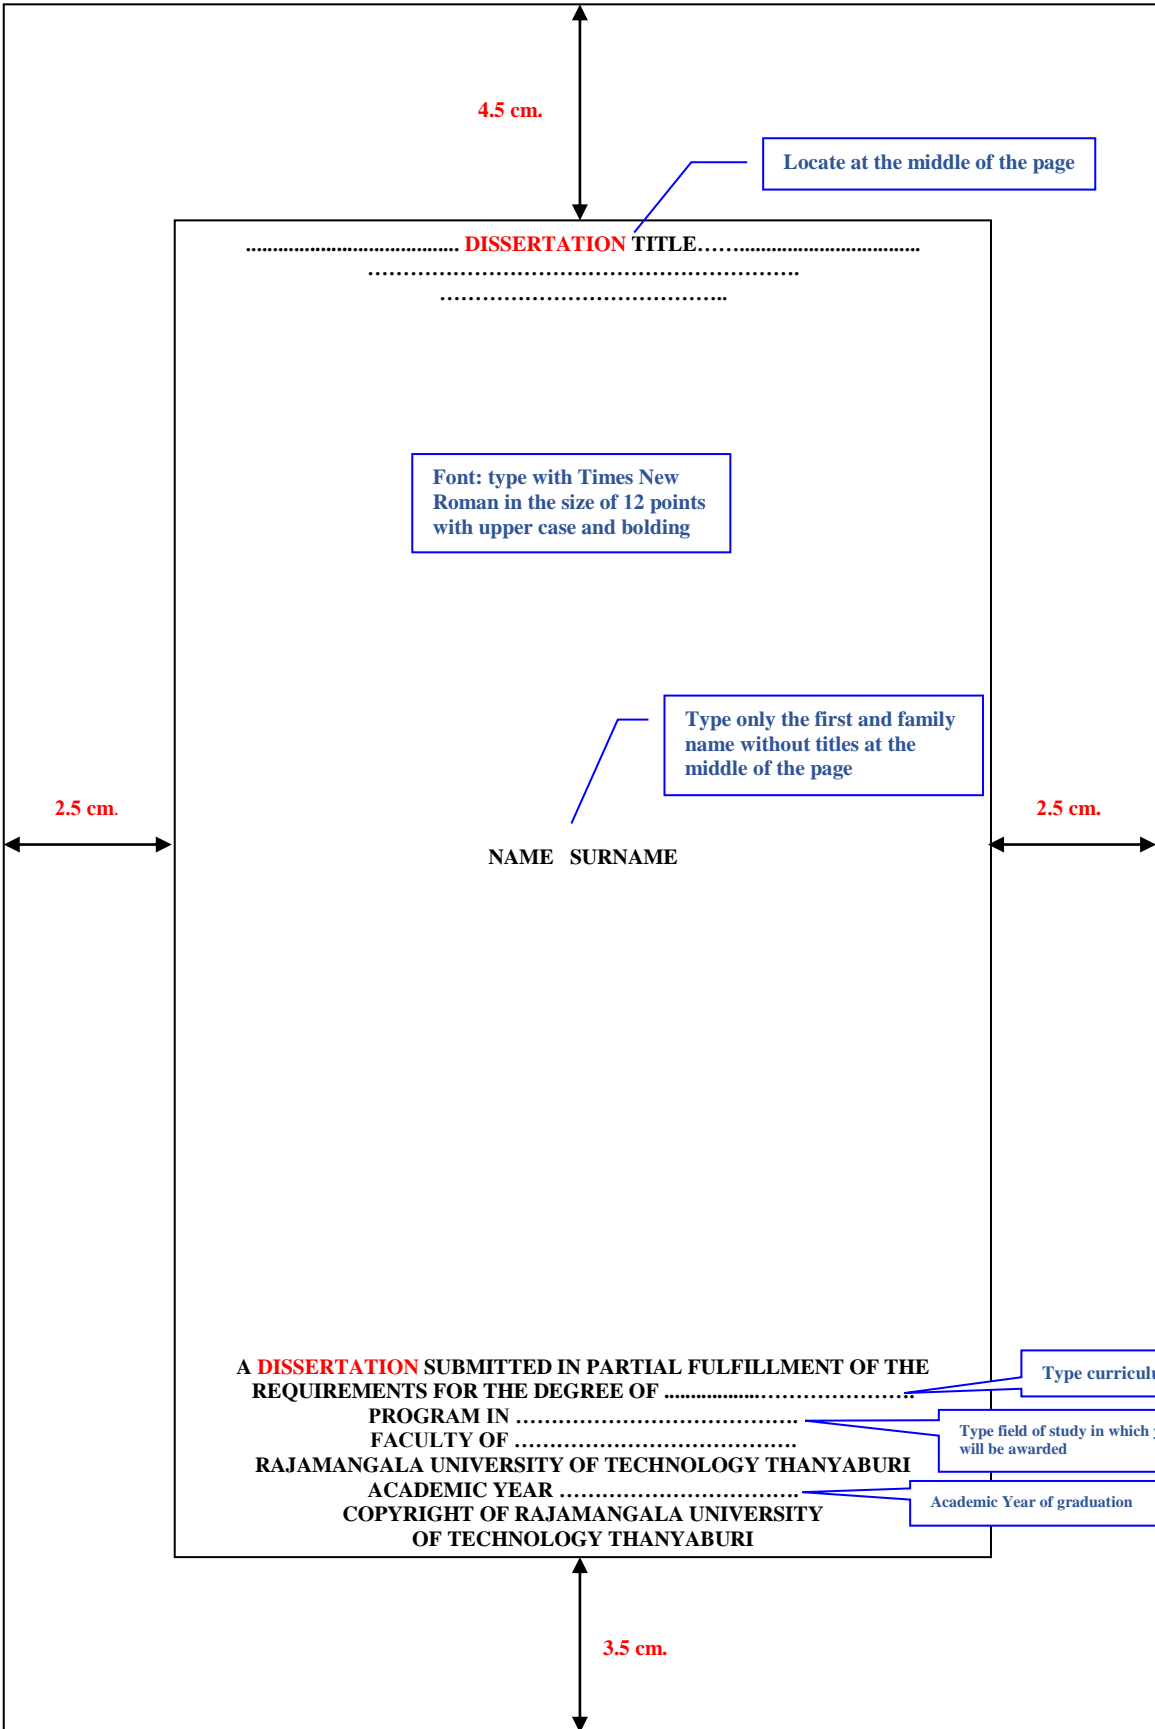 4.5 cm.
Locate at the middle of the page
........................................ DISSERTATION TITLE…….................................
…………………………………………………….
…………………………………..
Font: type with Times New
Roman in the size of 12 points
with upper case and bolding
Type only the first and family
name without titles at the
middle of the page
2.5 cm.
2.5 cm.
NAME SURNAME
A DISSERTATION SUBMITTED IN PARTIAL FULFILLMENT OF THE
REQUIREMENTS FOR THE DEGREE OF ..................………………….
Type
PROGRAM IN ………………………………….
Type field of study in which
will be awarded
FACULTY OF ………………………………….
RAJAMANGALA UNIVERSITY OF TECHNOLOGY THANYABURI
ACADEMIC YEAR …………………………….
Academic Year of graduation
COPYRIGHT OF RAJAMANGALA UNIVERSITY
OF TECHNOLOGY THANYABURI
3.5 cm.